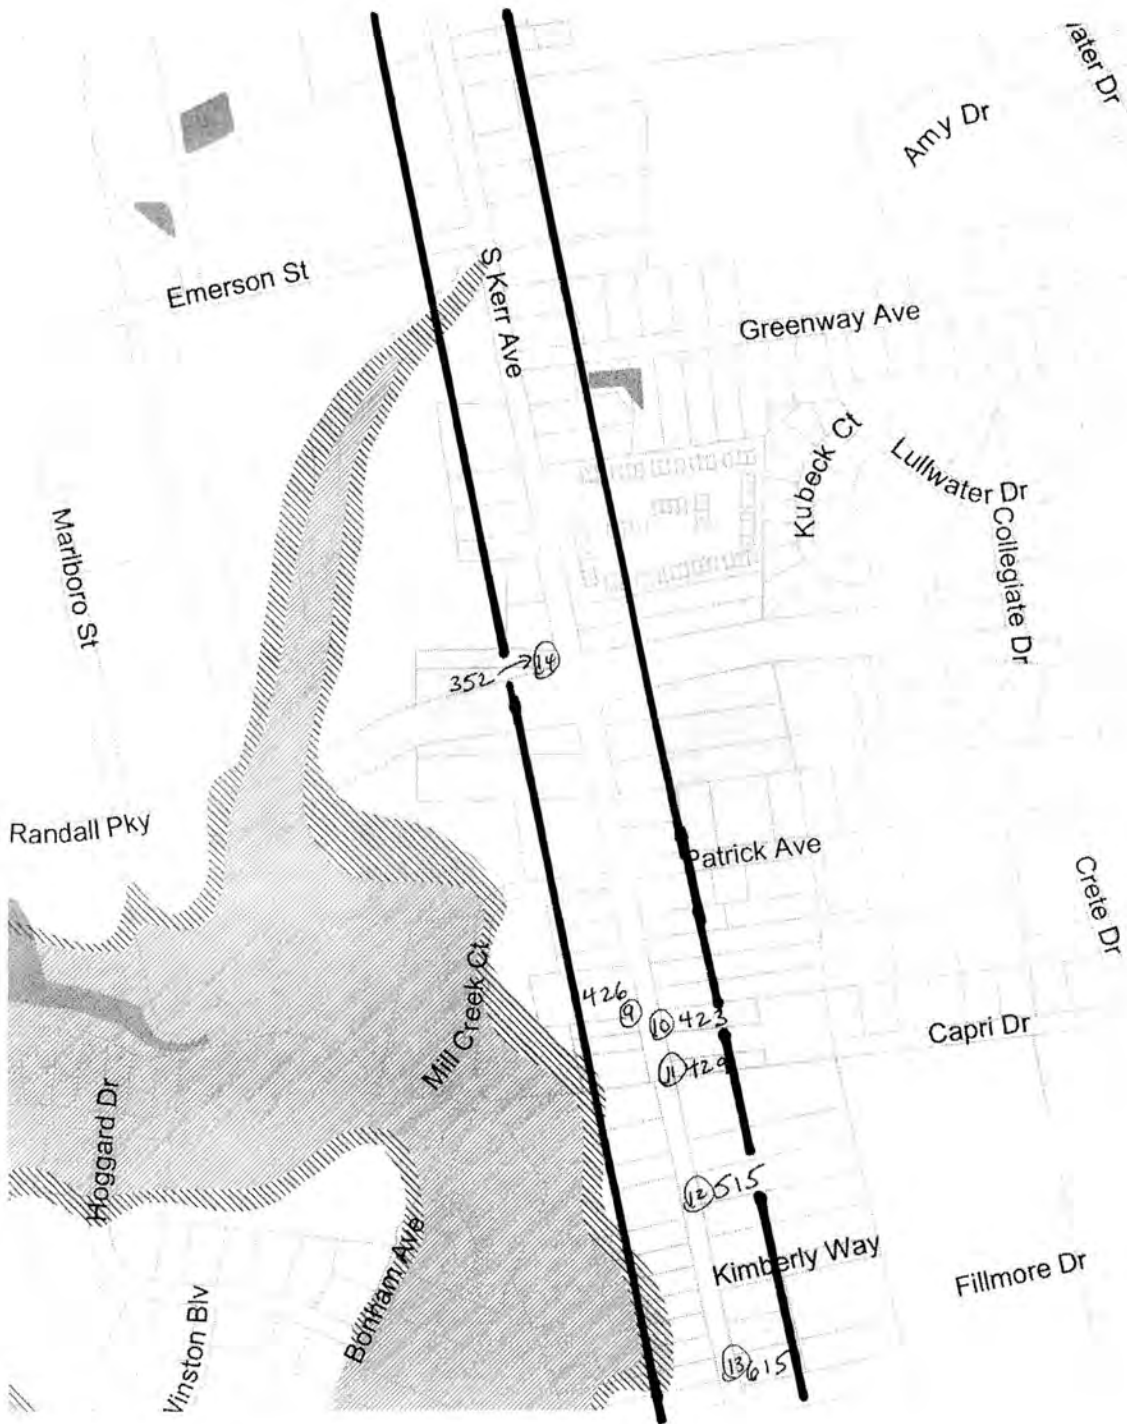 ater Dr
Amy Dr
Emerson St
S Kerr Ave
Greenway Ave
Kubeck Ct
Lullwater Dr
Collegiate Dr
Marlboro St
352 → 14
Randall Pky
Patrick Ave
Crete Dr
Mill Creek Ct
426
9
10 423
Capri Dr
11 429
Hoggard Dr
12 515
Bonham Ave
Kimberly Way
Fillmore Dr
Vinston Blv
13 615